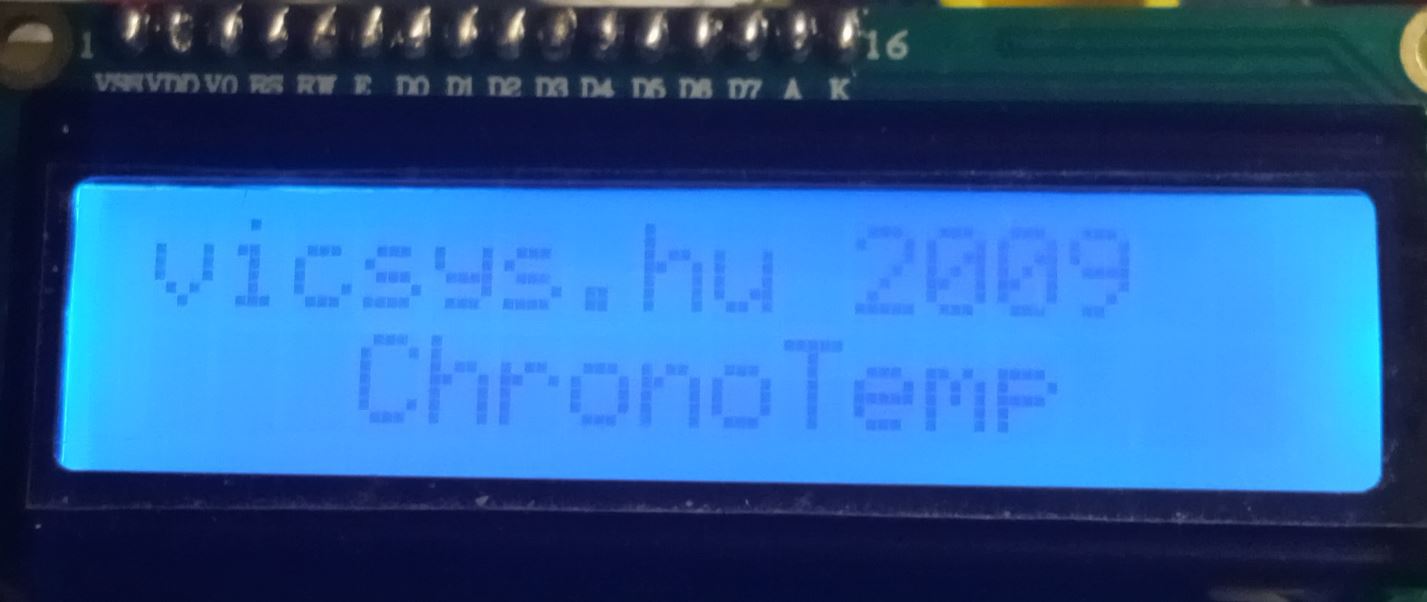 1 16
VSS VDD V0 RS RW E D0 D1 D2 D3 D4 D5 D6 D7 A K
vicsys.hu 2009
ChronoTemp